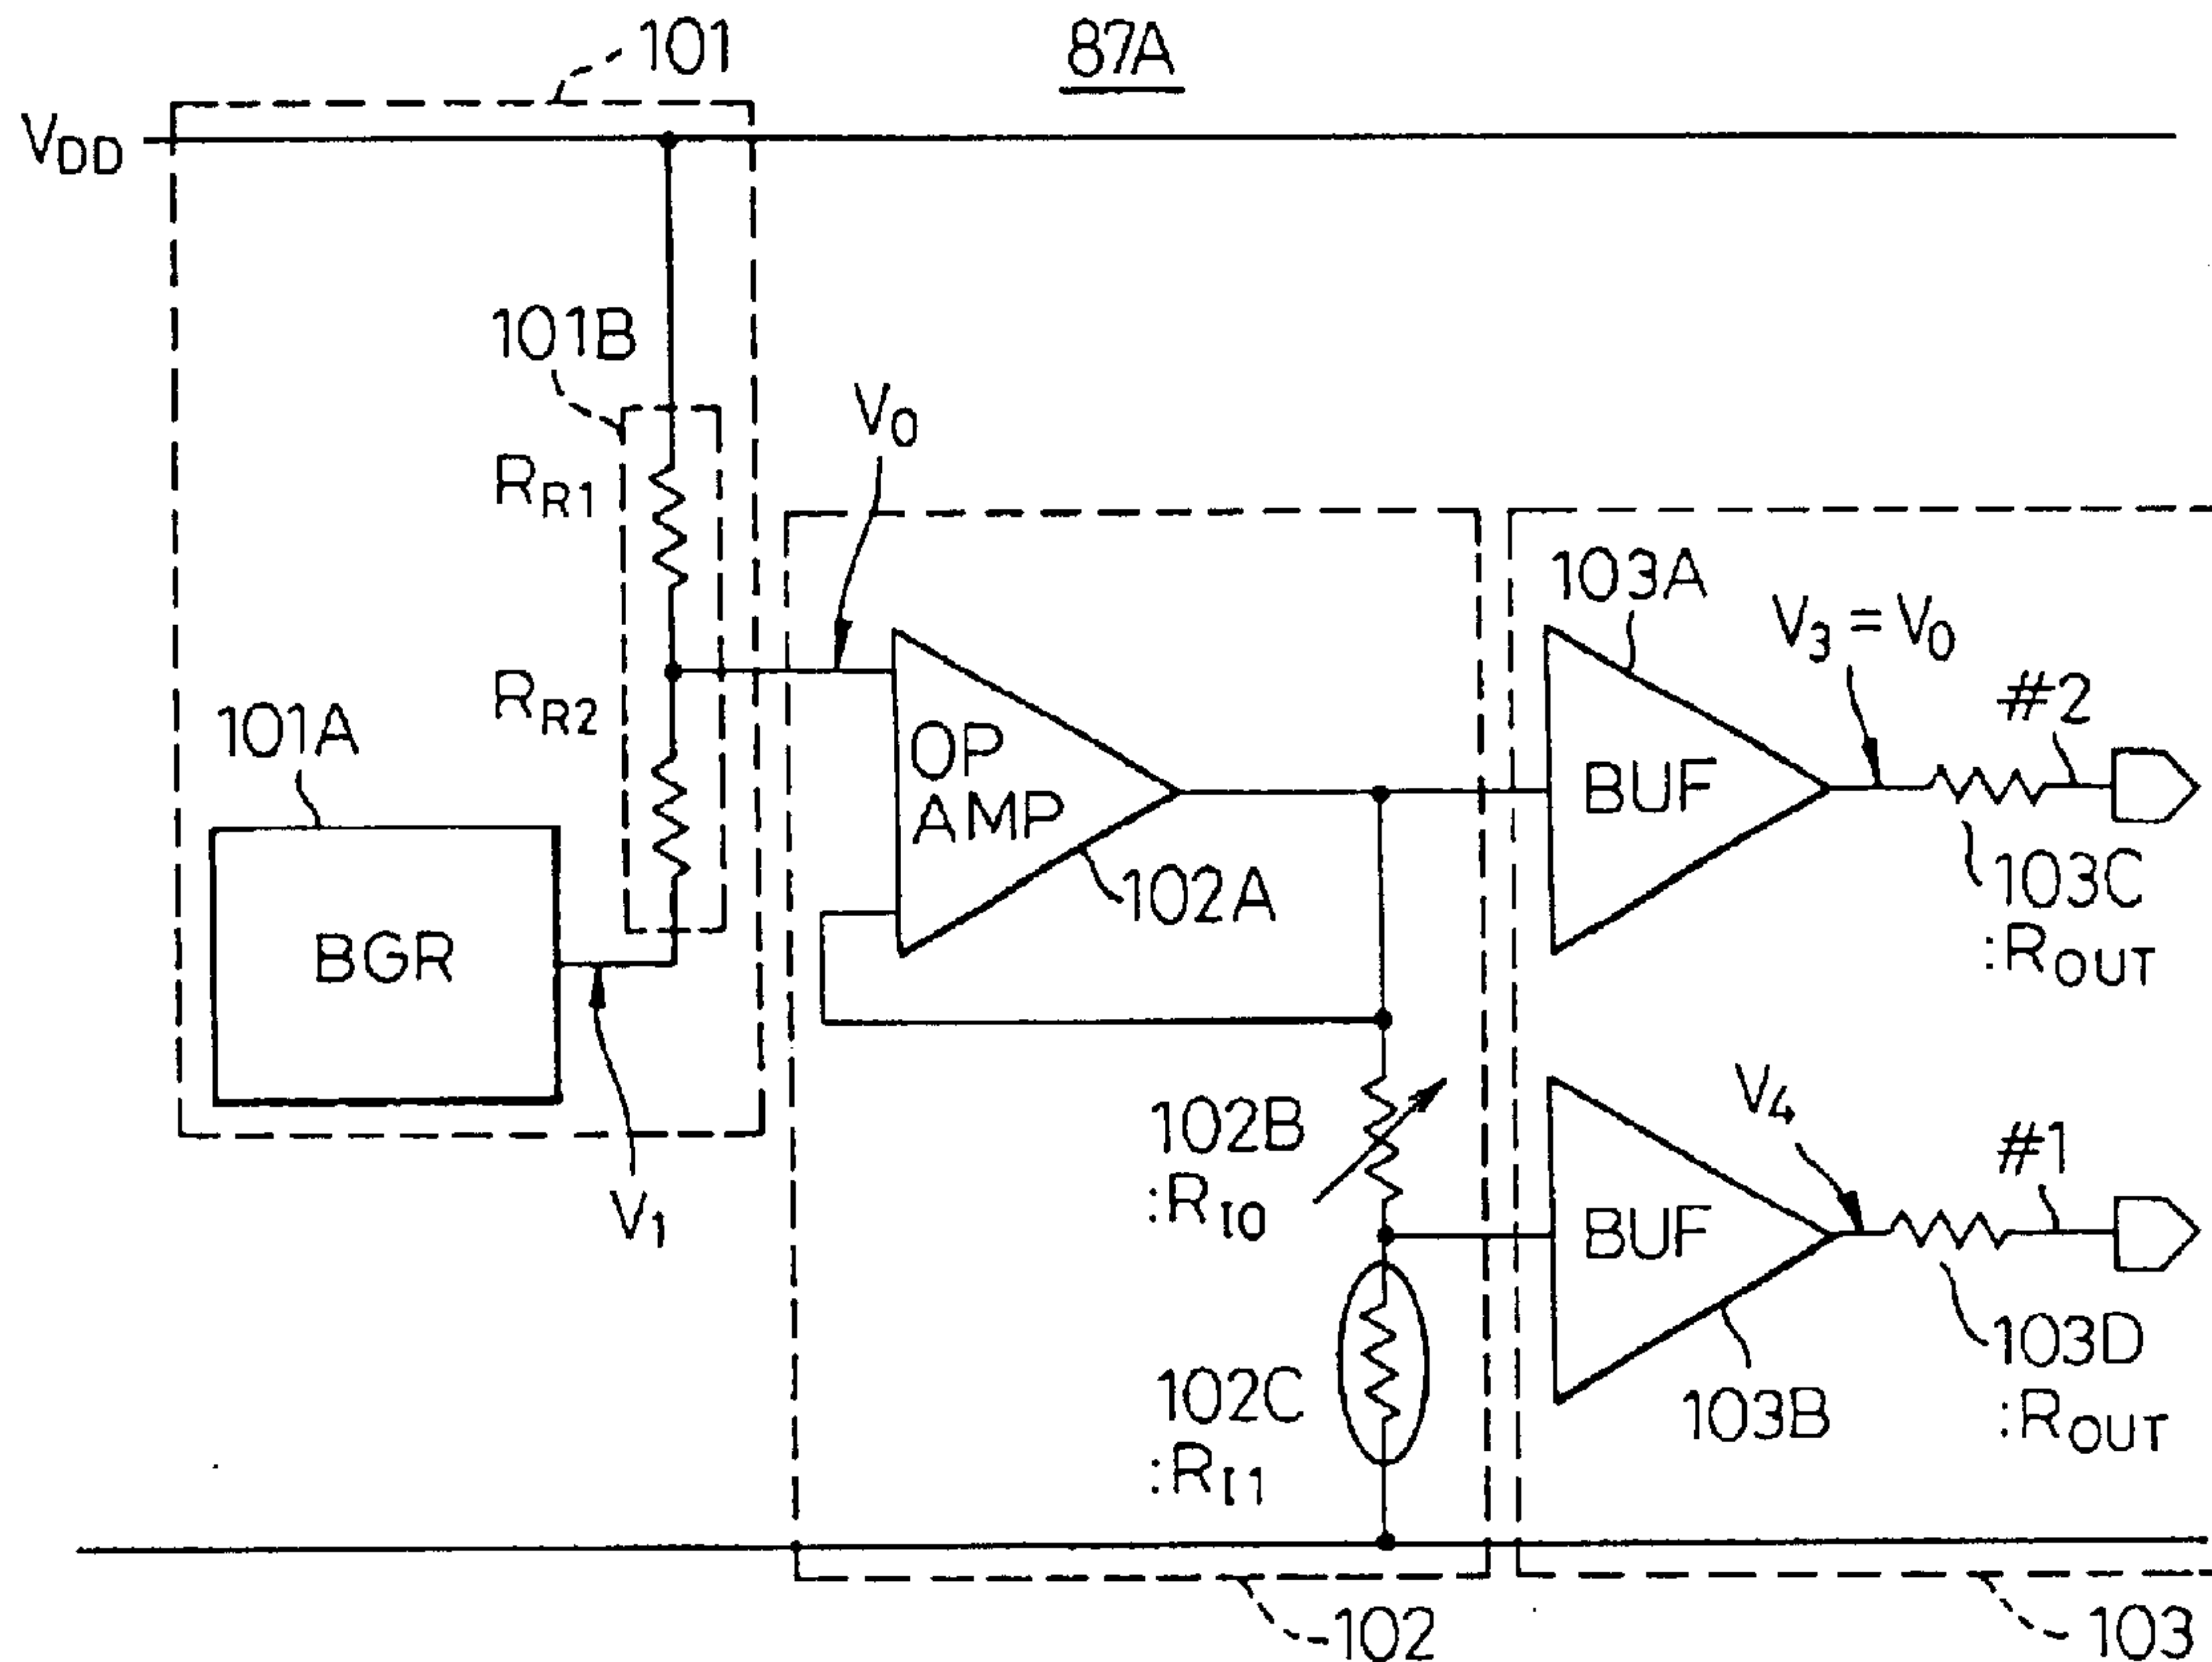 101
87A
VDD
101B
V0
RR1
103A
V3 = V0
RR2
#2
101A
OP
AMP
BUF
102A
103C
:ROUT
BGR
V4
102B
:RI0
#1
V1
BUF
103D
:ROUT
102C
:RI1
103B
102
103